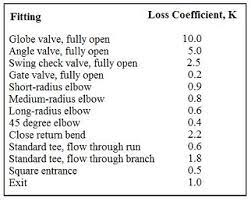 Fitting Loss Coefficient, K
Globe valve, fully open 10.0
Angle valve, fully open 5.0
Swing check valve, fully open 2.5
Gate valve, fully open 0.2
Short-radius elbow 0.9
Medium-radius elbow 0.8
Long-radius elbow 0.6
45 degree elbow 0.4
Close return bend 2.2
Standard tee, flow through run 0.6
Standard tee, flow through branch 1.8
Square entrance 0.5
Exit 1.0